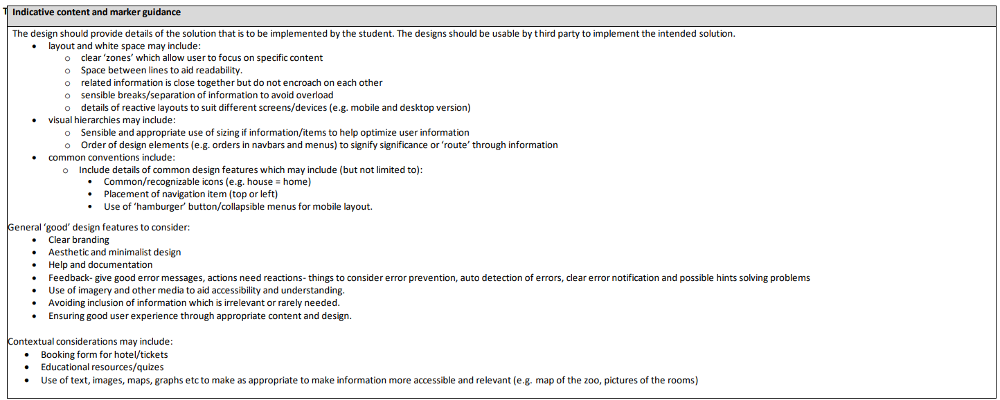 T
Indicative content and marker guidance
The design should provide details of the solution that is to be implemented by the student. The designs should be usable by third party to implement the intended solution.
• layout and white space may include:
o clear ‘zones’ which allow user to focus on specific content
o Space between lines to aid readability.
o related information is close together but do not encroach on each other
o sensible breaks/separation of information to avoid overload
o details of reactive layouts to suit different screens/devices (e.g. mobile and desktop version)
• visual hierarchies may include:
o Sensible and appropriate use of sizing if information/items to help optimize user information
o Order of design elements (e.g. orders in navbars and menus) to signify significance or ‘route’ through information
• common conventions include:
o Include details of common design features which may include (but not limited to):
• Common/recognizable icons (e.g. house = home)
• Placement of navigation item (top or left)
• Use of ‘hamburger’ button/collapsible menus for mobile layout.
General ‘good’ design features to consider:
• Clear branding
• Aesthetic and minimalist design
• Help and documentation
• Feedback- give good error messages, actions need reactions- things to consider error prevention, auto detection of errors, clear error notification and possible hints solving problems
• Use of imagery and other media to aid accessibility and understanding.
• Avoiding inclusion of information which is irrelevant or rarely needed.
• Ensuring good user experience through appropriate content and design.
Contextual considerations may include:
• Booking form for hotel/tickets
• Educational resources/quizes
• Use of text, images, maps, graphs etc to make as appropriate to make information more accessible and relevant (e.g. map of the zoo, pictures of the rooms)